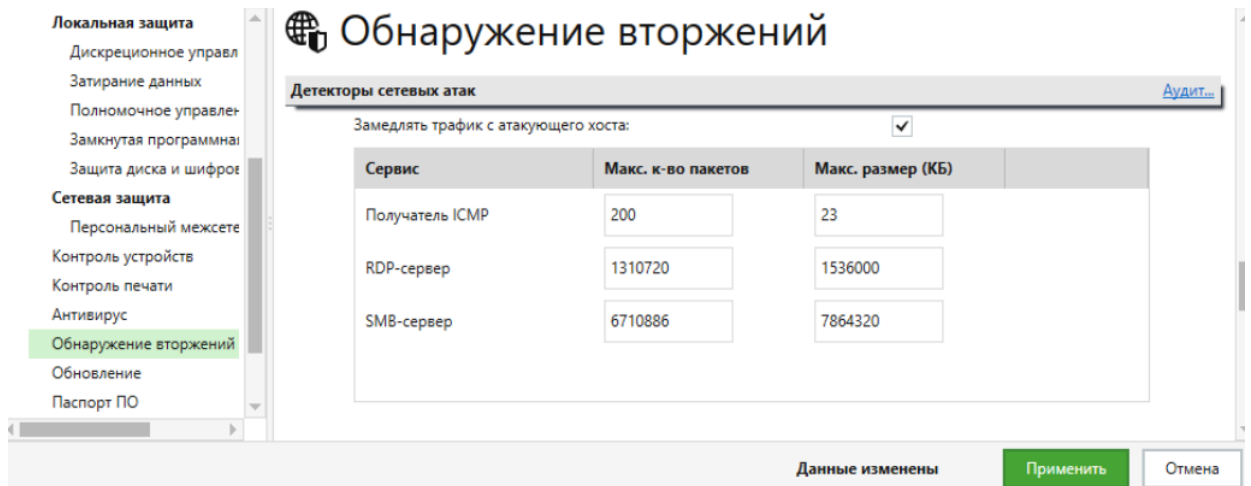 Локальная защита
Дискреционное управл
Затирание данных
Полномочное управлен
Замкнутая программная
Защита диска и шифров
Сетевая защита
Персональный межсете
Контроль устройств
Контроль печати
Антивирус
Обнаружение вторжений
Обновление
Паспорт ПО
Обнаружение вторжений
Детекторы сетевых атак Аудит...
Замедлять трафик с атакующего хоста:
Сервис Макс. к-во пакетов Макс. размер (КБ)
Получатель ICMP 200 23
RDP-сервер 1310720 1536000
SMB-сервер 6710886 7864320
Данные изменены Применить Отмена